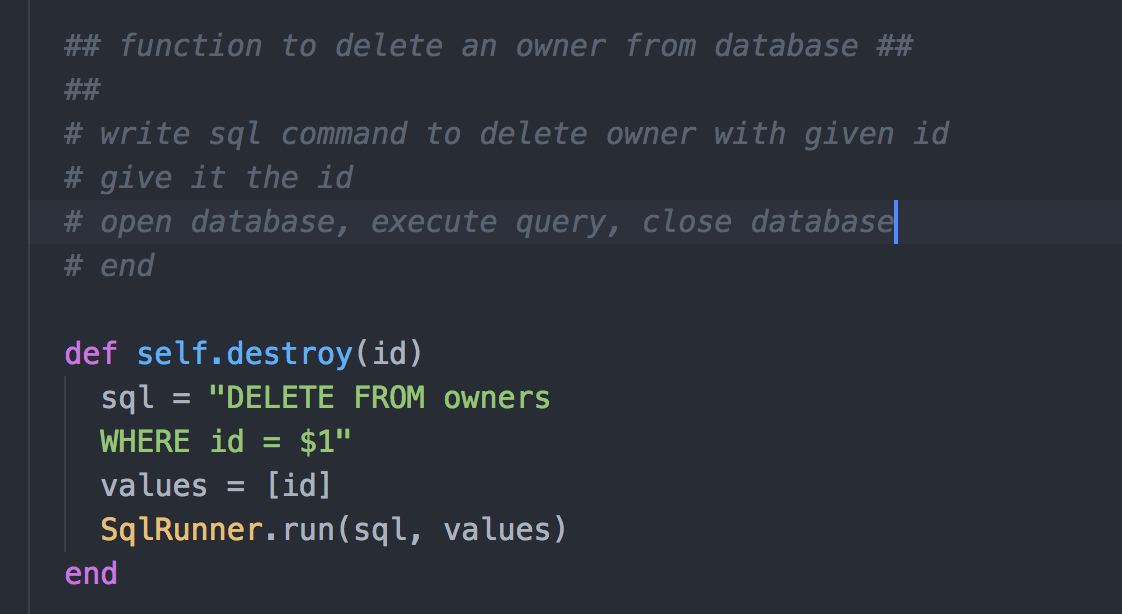 ## function to delete an owner from database ##
##
# write sql command to delete owner with given id
# give it the id
# open database, execute query, close database
# end
def self.destroy(id)
sql = "DELETE FROM owners
WHERE id = $1"
values = [id]
SqlRunner.run(sql, values)
end